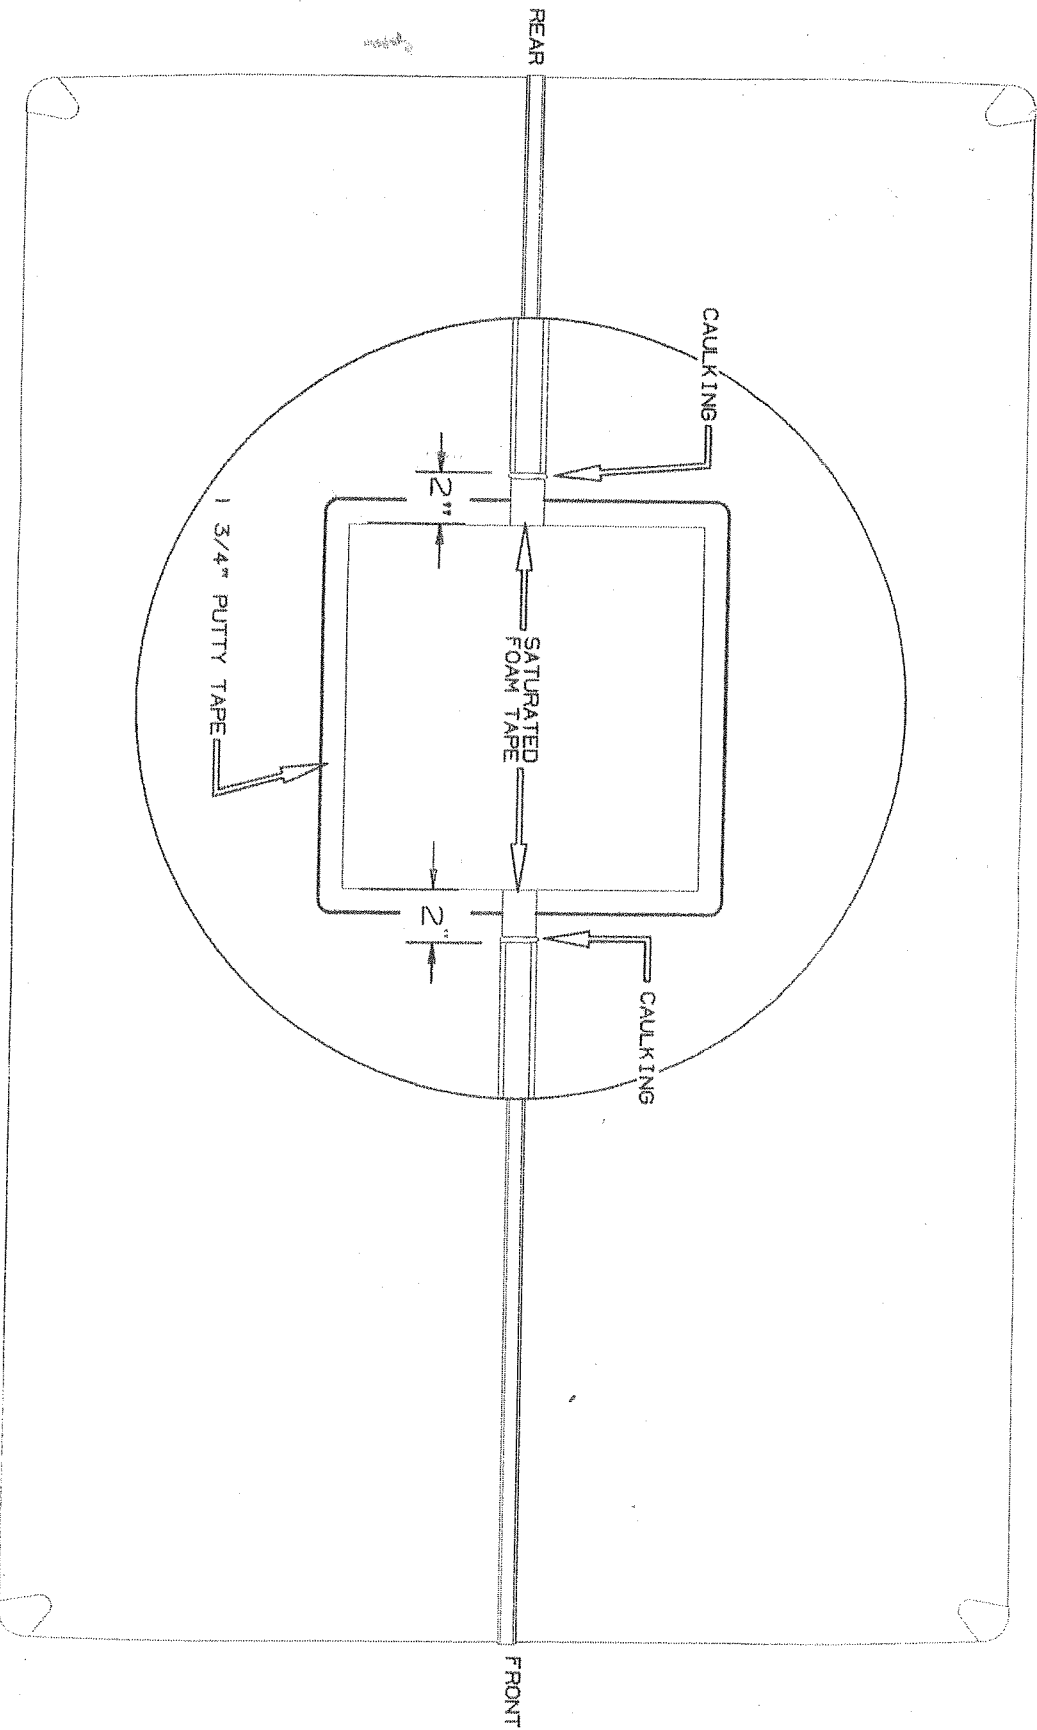 REAR
CAULKING
2"
SATURATED
FOAM TAPE
1 3/4" PUTTY TAPE
2"
CAULKING
FRONT